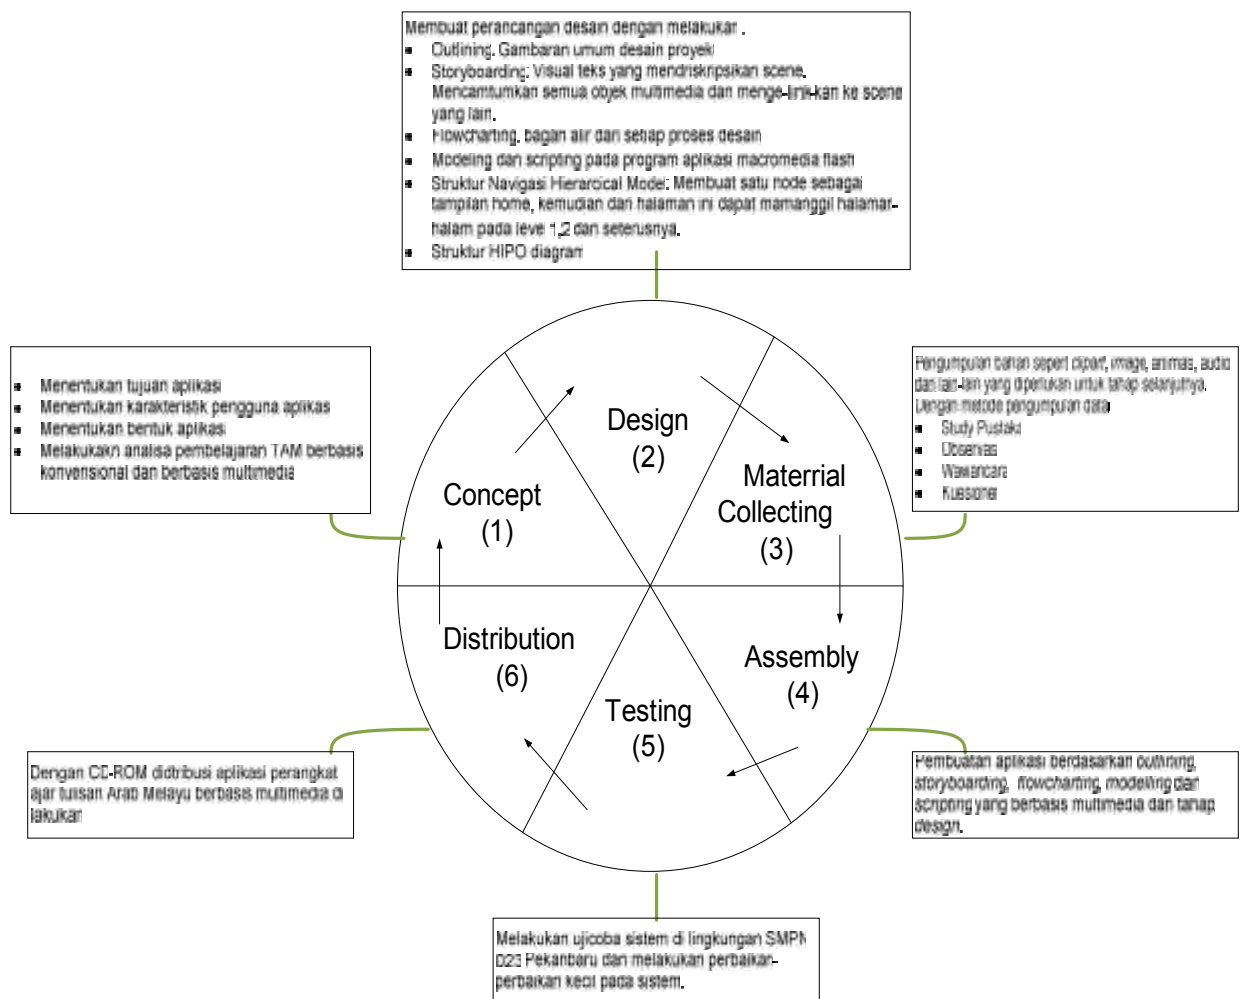 Membuat perancangan desain dengan melakukan .
Outlining. Gambaran umum desain proyek
Storyboarding: Visual teks yang mendriskripsikan scene.
Mencamtumkan semua objek multimedia dan menge-link-kan ke scene
yang lain.
Flowcharting. bagan alir dari setiap proses desain
Modeling dan scripting pada program aplikasi macromedia flash
Struktur Navigasi Hierarcical Model: Membuat satu node sebagai
tampilan home, kemudian dari halaman ini dapat mamanggil halaman-
halam pada leve 1,2 dan seterusnya.
Struktur HIPO diagram
Menentukan tujuan aplikasi
Menentukan karakteristik pengguna aplikasi
Menentukan bentuk aplikasi
Melakukakn analisa pembelajaran TAM berbasis
konvensional dan berbasis multimedia
Pengumpulan bahan sepert clipart, image, animas, audio
dan lain-lain yang diperlukan untuk tahap selanjutnya.
Dengan metode pengumpulan data
Study Pustaka
Observasi
Wawancara
Kuesioner
Design
(2)
Materrial
Collecting
(3)
Concept
(1)
Distribution
(6)
Assembly
(4)
Testing
(5)
Dengan CD-ROM didtribusi aplikasi perangkat
ajar tulisan Arab Melayu berbasis multimedia di
lakukan
Pembuatan aplikasi berdasarkan outlining,
storyboarding, flowcharting, modelling dan
scripting yang berbasis multimedia dari tahap
design.
Melakukan ujicoba sistem di lingkungan SMPN
023 Pekanbaru dan melakukan perbaikan-
perbaikan kecil pada sistem.